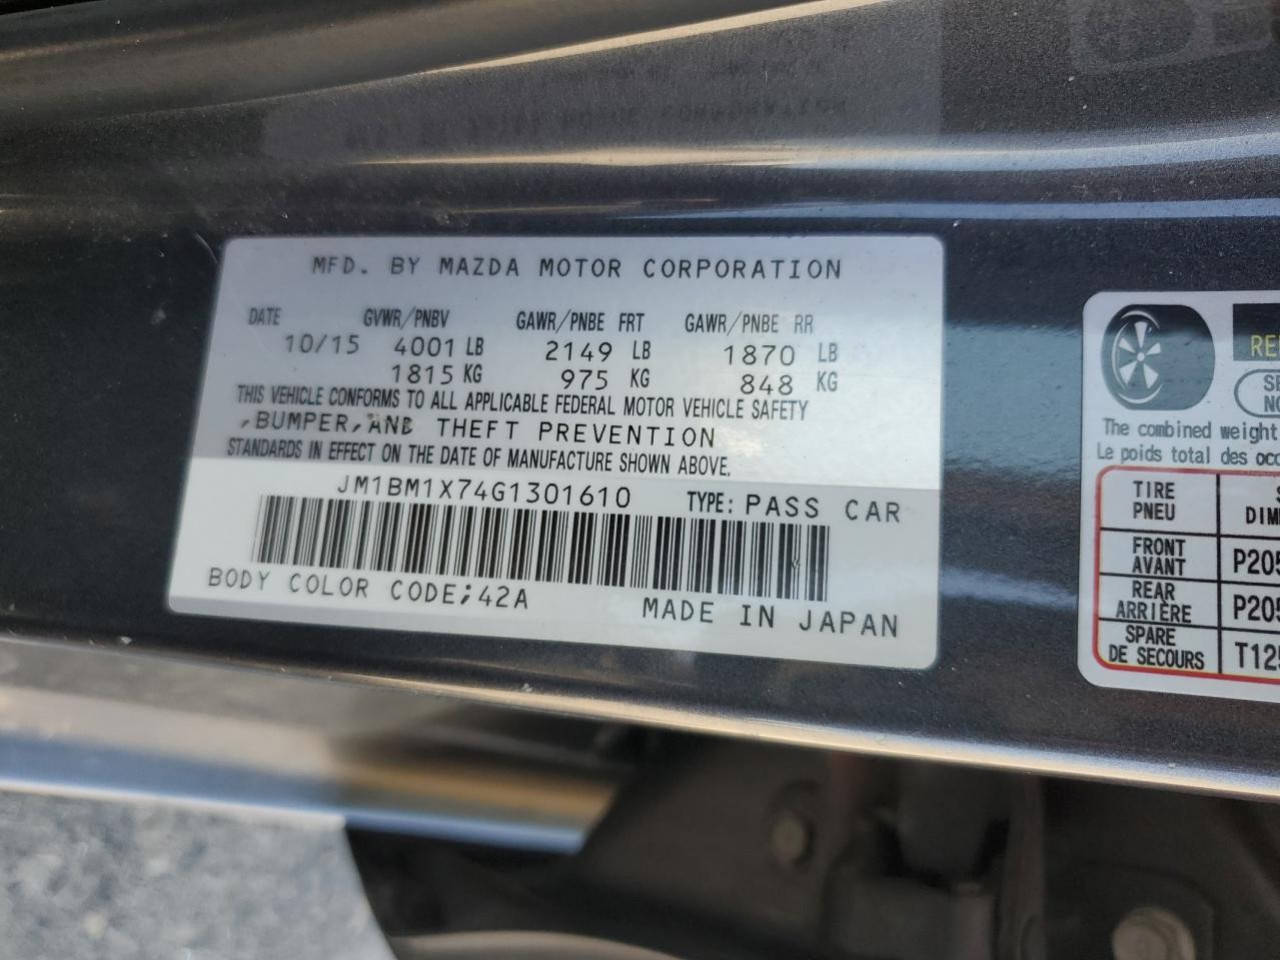 MFD. BY MAZDA MOTOR CORPORATION
DATE GVWR/PNBV GAWR/PNBE FRT GAWR/PNBE RR
10/15 4001 LB 2149 LB 1870 LB
1815 KG 975 KG 848 KG
THIS VEHICLE CONFORMS TO ALL APPLICABLE FEDERAL MOTOR VEHICLE SAFETY
,BUMPER,AND THEFT PREVENTION
STANDARDS IN EFFECT ON THE DATE OF MANUFACTURE SHOWN ABOVE.
JM1BM1X74G1301610 TYPE: PASS CAR
BODY COLOR CODE;42A
MADE IN JAPAN
The combined weight
Le poids total des
TIRE
PNEU
FRONT
AVANT
P205
REAR
ARRIÈRE
P205
SPARE
DE SECOURS
T125